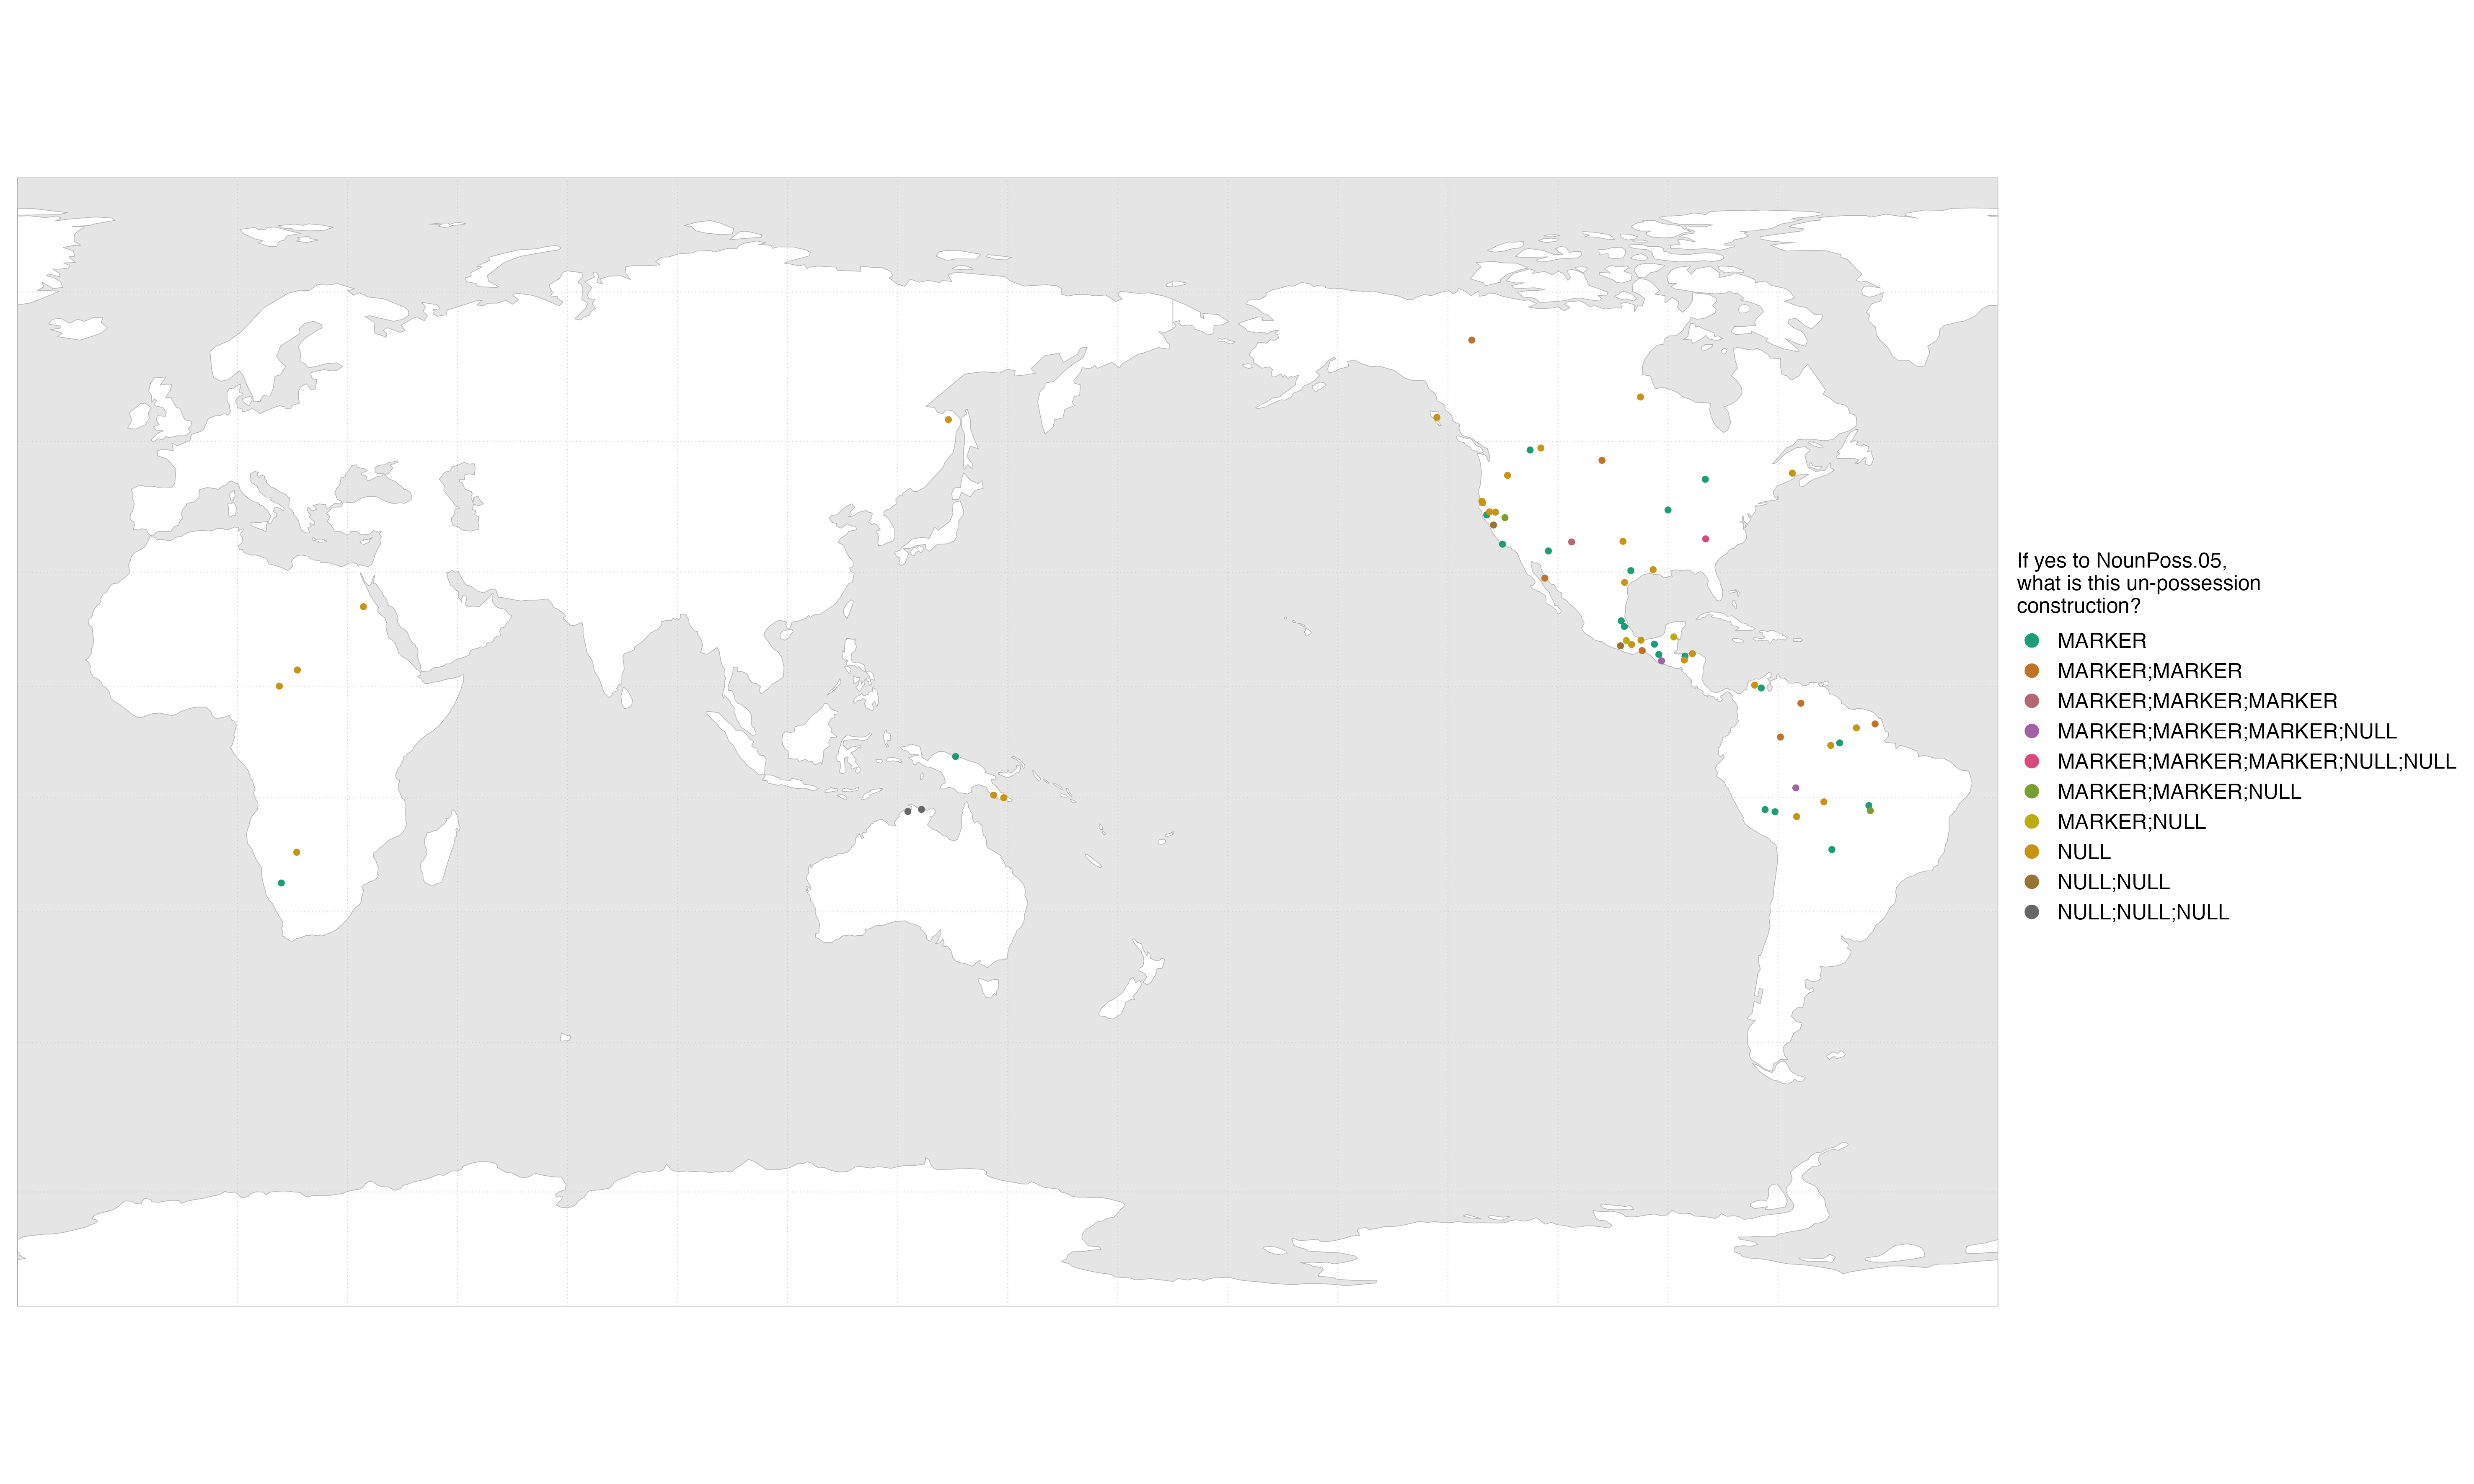 If yes to NounPoss.05,
what is this un-possession
construction?
MARKER
MARKER;MARKER
MARKER;MARKER;MARKER
MARKER;MARKER;MARKER;NULL
MARKER;MARKER;MARKER;NULL;NULL
MARKER;MARKER;NULL
MARKER;NULL
NULL
NULL;NULL
NULL;NULL;NULL